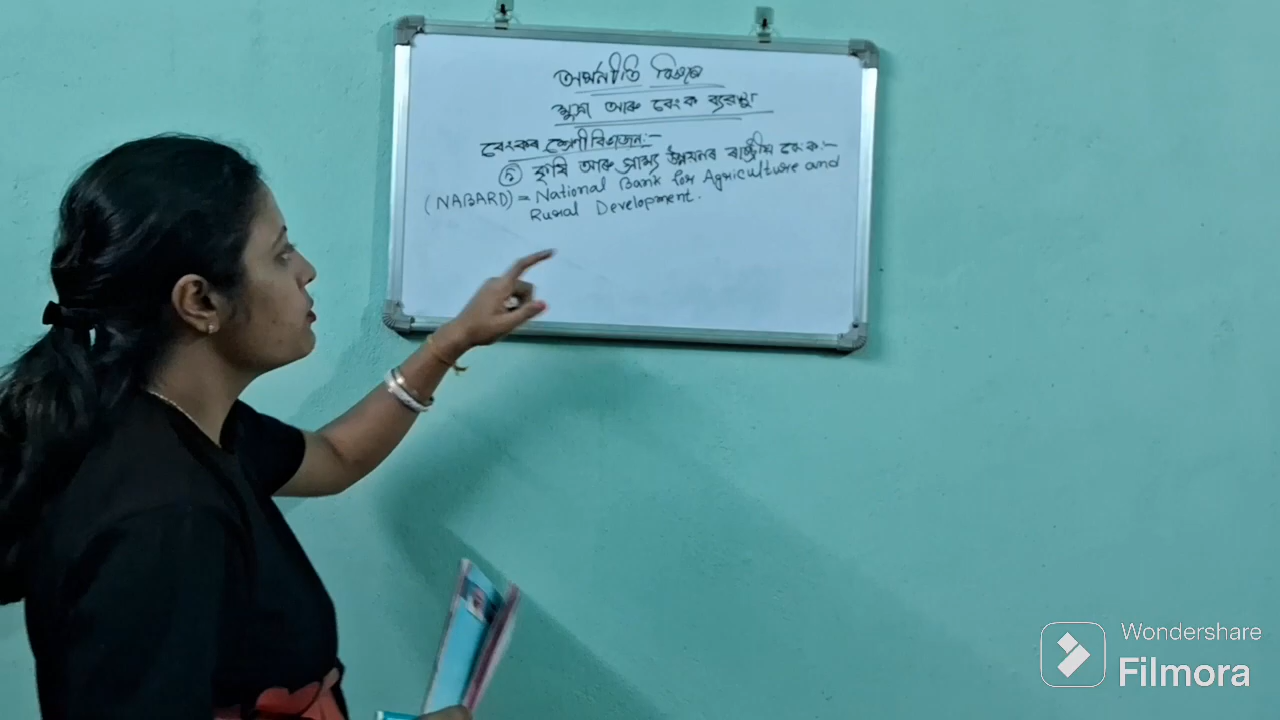 অৰ্থনীতি বিষয়ে
মুদ্ৰা আৰু বেংক ব্যৱস্থা
বেংকৰ শ্ৰেণী বিভাজন:-
৫ কৃষি আৰু গ্ৰাম্য উন্নয়নৰ ৰাষ্ট্ৰীয় বেংক:-
(NABARD) = National Bank for Agriculture and
Rural Development.
Wondershare
Filmora